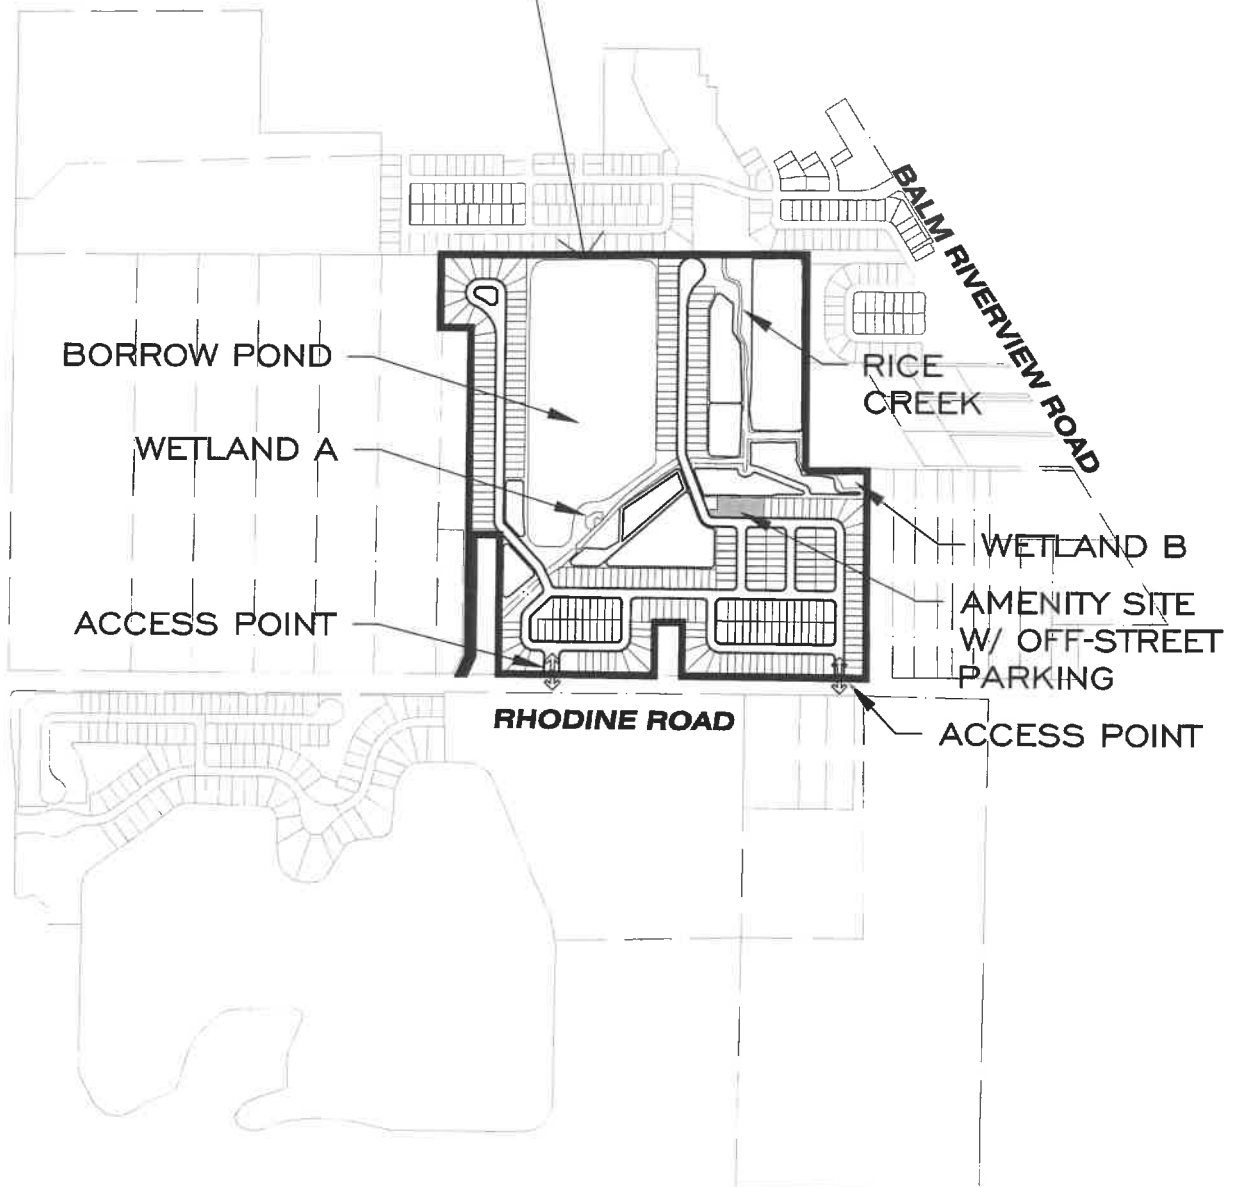 BALM RIVERVIEW ROAD
BORROW POND
RICE
CREEK
WETLAND A
WETLAND B
ACCESS POINT
AMENITY SITE
W/ OFF-STREET
PARKING
RHODINE ROAD
ACCESS POINT